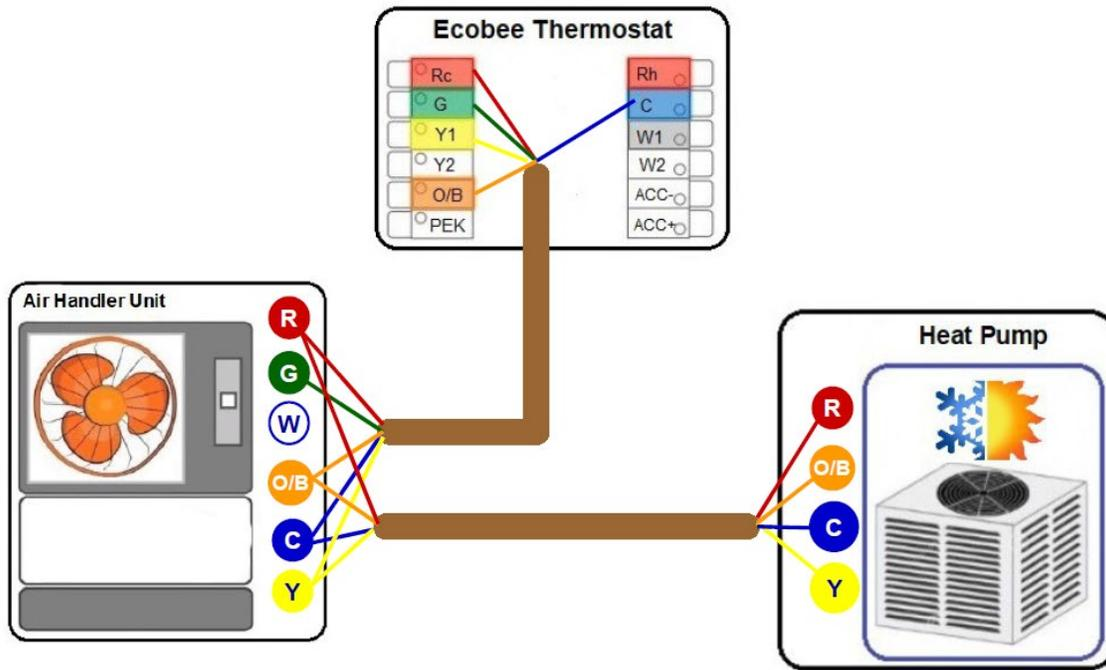 Ecobee Thermostat
Rc
G
Y1
Y2
O/B
PEK
Rh
C
W1
W2
ACC-
ACC+
Air Handler Unit
R
G
W
O/B
C
Y
Heat Pump
R
O/B
C
Y